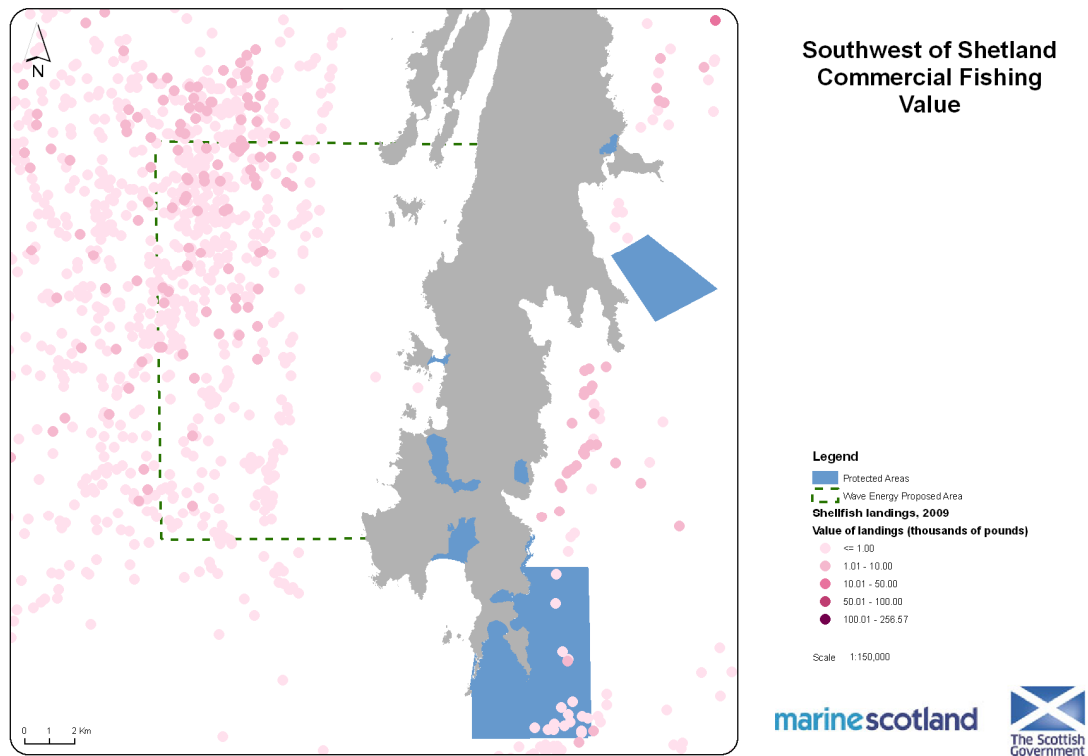 N
Southwest of Shetland
Commercial Fishing
Value
Legend
Protected Areas
Wave Energy Proposed Area
Shellfish landings, 2009
Value of landings (thousands of pounds)
<= 1.00
1.01 - 10.00
10.01 - 50.00
50.01 - 100.00
100.01 - 256.57
Scale 1:150,000
0 1 2 Km
marinescotland
The Scottish
Government